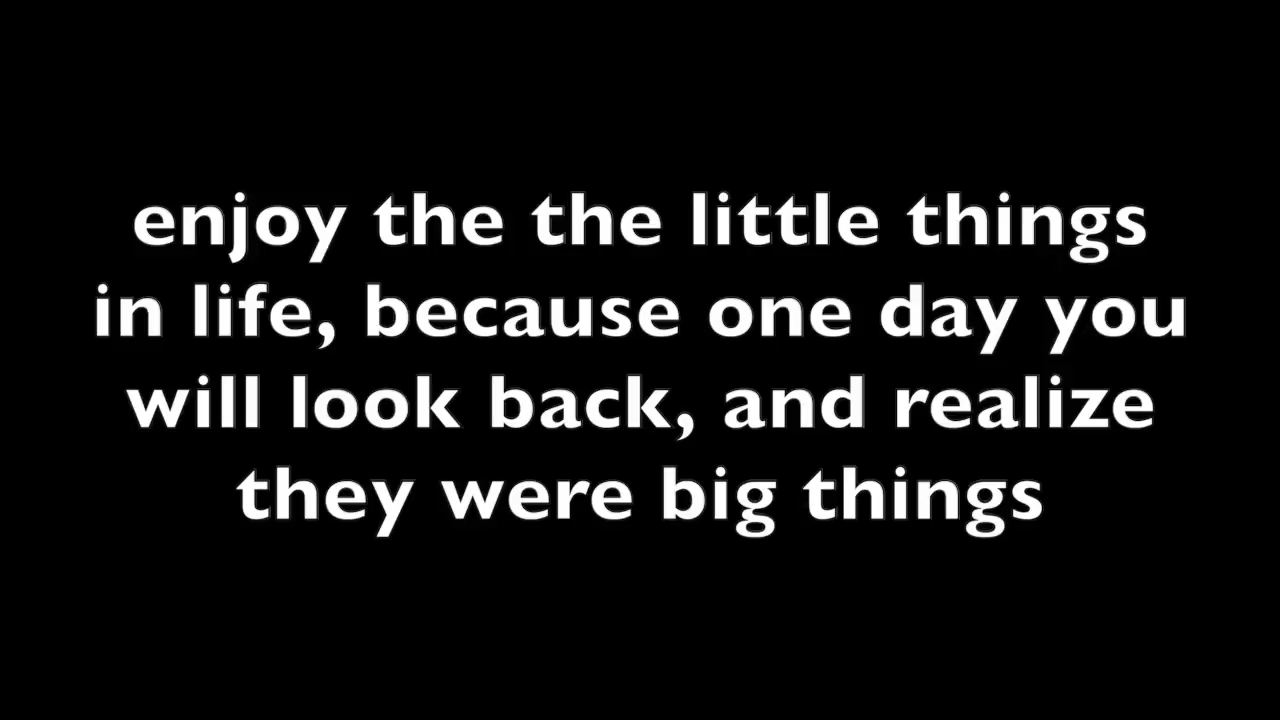 enjoy the the little things
in life, because one day you
will look back, and realize
they were big things